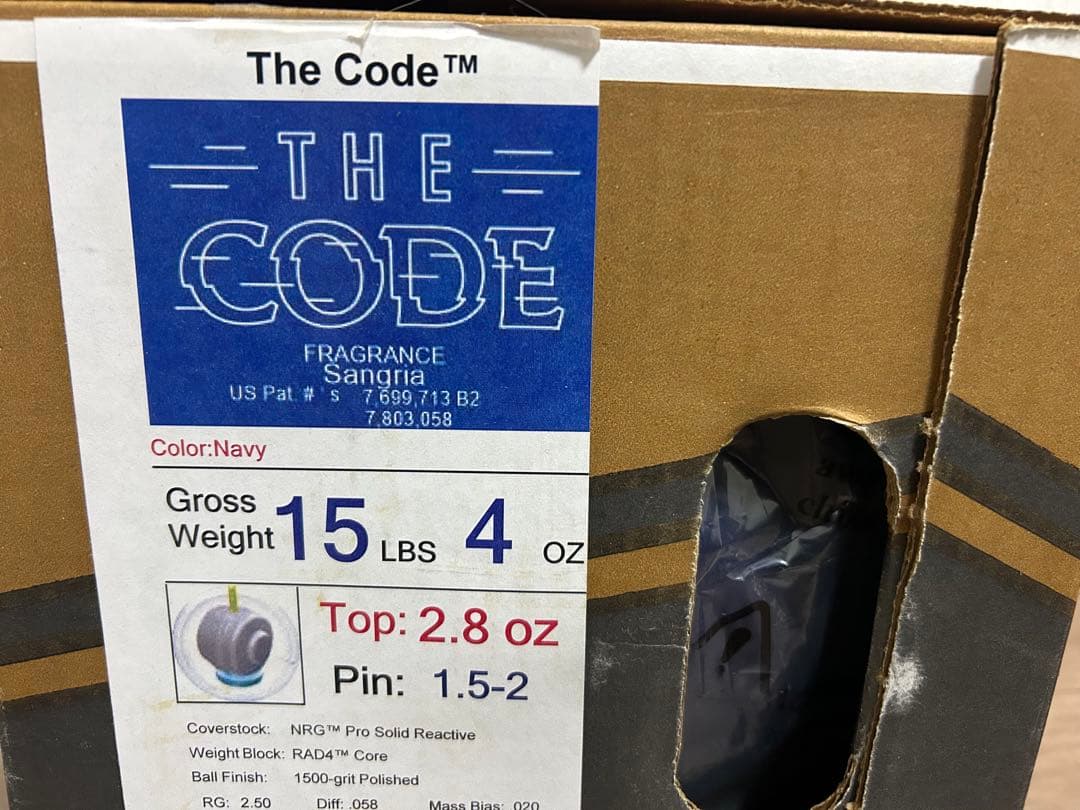 The Code™
THE
CODE
FRAGRANCE
Sangria
US Pat. # 's 7,699,713 B2
7,803,058
Color:Navy
Gross Weight 15 LBS 4 OZ
Top: 2.8 oz
Pin: 1.5-2
Coverstock: NRG™ Pro Solid Reactive
Weight Block: RAD4™ Core
Ball Finish: 1500-grit Polished
RG: 2.50 Diff: .058 Mass Bias: .020